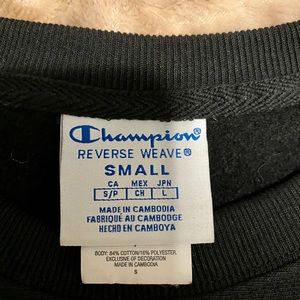 Champion®
REVERSE WEAVE®
SMALL
CA MEX JPN
S/P CH L
MADE IN CAMBODIA
FABRIQUÉ AU CAMBODGE
HECHO EN CAMBOYA
BODY: 84% COTTON/16% POLYESTER.
EXCLUSIVE OF DECORATION
MADE IN CAMBODIA
S